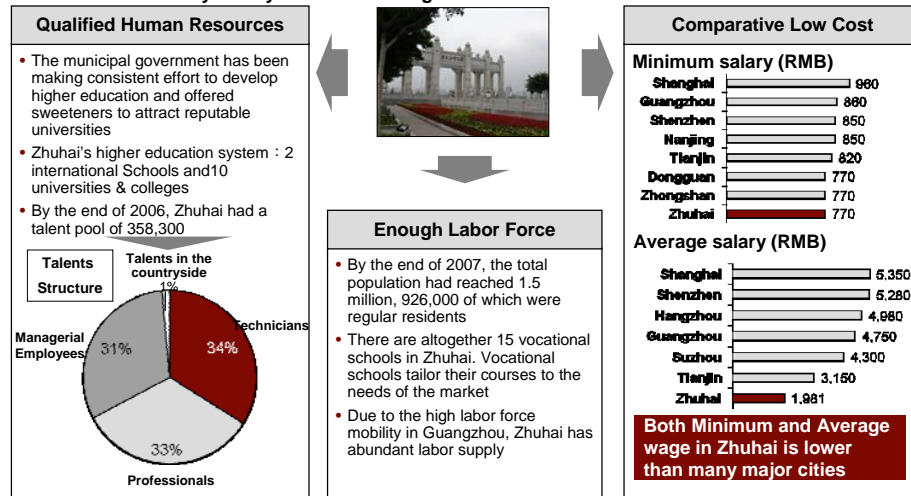 Qualified Human Resources
• The municipal government has been
making consistent effort to develop
higher education and offered
sweeteners to attract reputable
universities
• Zhuhai's higher education system：2
international Schools and10
universities & colleges
• By the end of 2006, Zhuhai had a
talent pool of 358,300
Talents
Structure
Talents in the
countryside
1%
Technicians
34%
Managerial
Employees
31%
33%
Professionals
Enough Labor Force
• By the end of 2007, the total
population had reached 1.5
million, 926,000 of which were
regular residents
• There are altogether 15 vocational
schools in Zhuhai. Vocational
schools tailor their courses to the
needs of the market
• Due to the high labor force
mobility in Guangzhou, Zhuhai has
abundant labor supply
Comparative Low Cost
Minimum salary (RMB)
Shanghai 960
Guangzhou 860
Shenzhen 850
Nanjing 850
Tianjin 820
Dongguan 770
Zhongshan 770
Zhuhai 770
Average salary (RMB)
Shanghai 5,350
Shenzhen 5,280
Hangzhou 4,980
Guangzhou 4,750
Suzhou 4,300
Tianjin 3,150
Zhuhai 1,981
Both Minimum and Average
wage in Zhuhai is lower
than many major cities